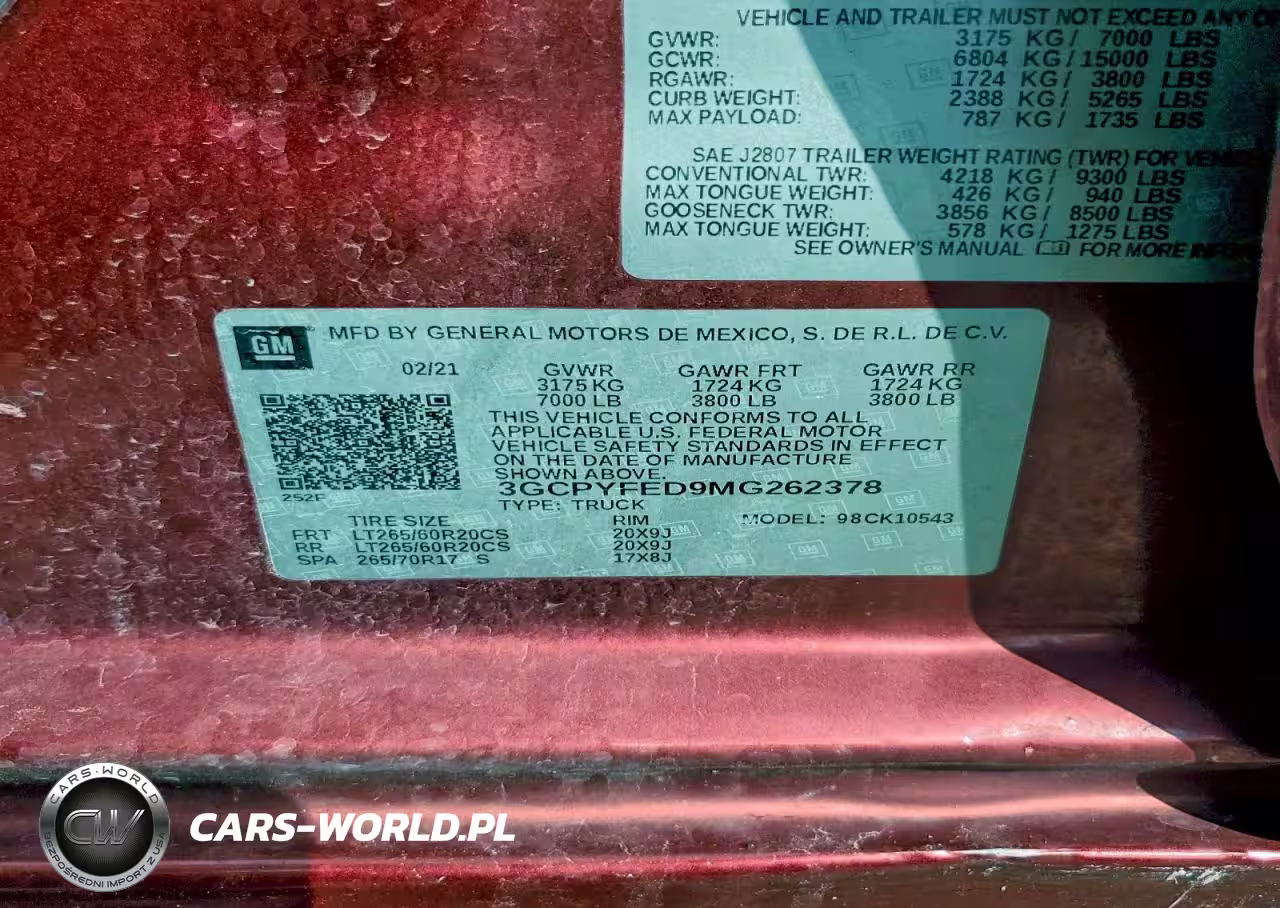 VEHICLE AND TRAILER MUST NOT EXCEED ANY
GVWR: 3175 KG / 7000 LBS
GCWR: 6804 KG / 15000 LBS
RGAWR: 1724 KG / 3800 LBS
CURB WEIGHT: 2388 KG / 5265 LBS
MAX PAYLOAD: 787 KG / 1735 LBS
SAE J2807 TRAILER WEIGHT RATING (TWR) FOR
CONVENTIONAL TWR: 4218 KG / 9300 LBS
MAX TONGUE WEIGHT: 426 KG / 940 LBS
GOOSENECK TWR: 3856 KG / 8500 LBS
MAX TONGUE WEIGHT: 578 KG / 1275 LBS
SEE OWNER'S MANUAL FOR MORE
GM MFD BY GENERAL MOTORS DE MEXICO, S. DE R.L. DE C.V.
02/21 GVWR GAWR FRT GAWR RR
3175 KG 1724 KG 1724 KG
7000 LB 3800 LB 3800 LB
THIS VEHICLE CONFORMS TO ALL
APPLICABLE U.S. FEDERAL MOTOR
VEHICLE SAFETY STANDARDS IN EFFECT
ON THE DATE OF MANUFACTURE
SHOWN ABOVE.
252F 3GCPYFED9MG262378
TYPE: TRUCK
TIRE SIZE RIM MODEL: 98CK10543
FRT LT265/60R20CS 20X9J
RR LT265/60R20CS 20X9J
SPA 265/70R17 S 17X8J
CARS-WORLD
CW
BEZPOŚREDNI IMPORT Z USA
CARS-WORLD.PL